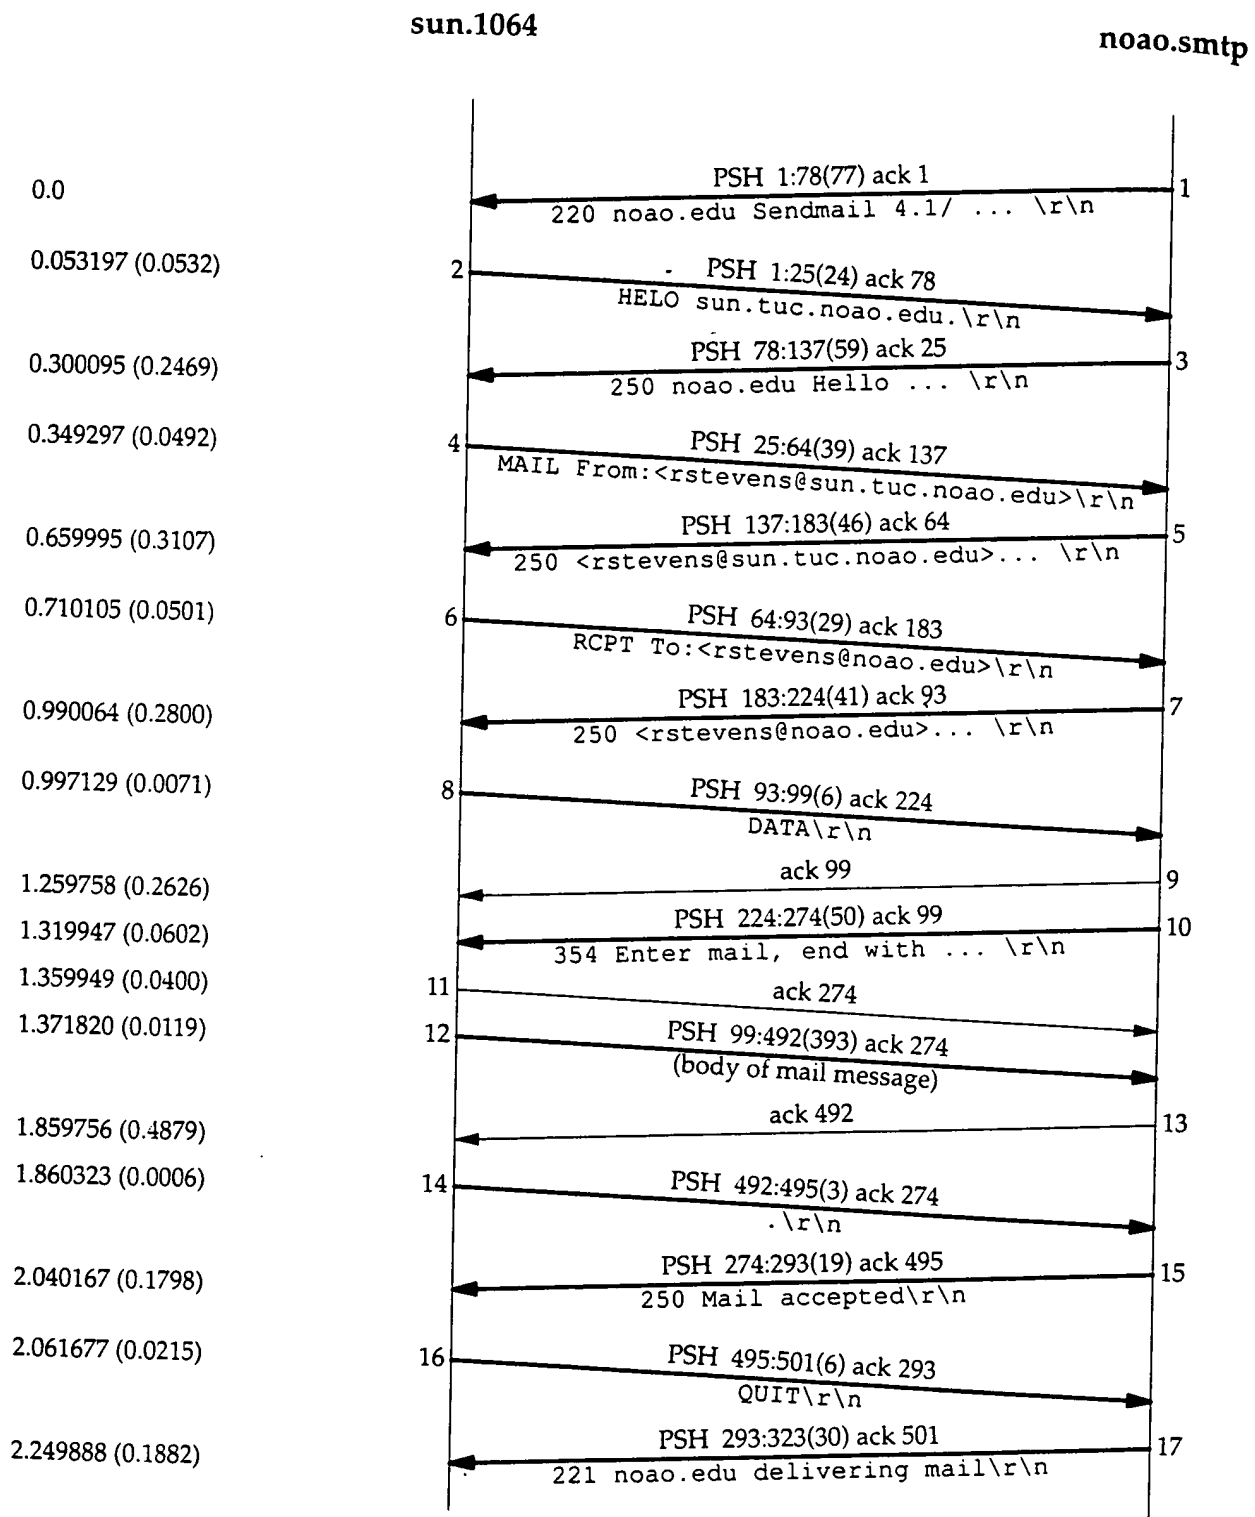 sun.1064 noao.smtp
0.0 PSH 1:78(77) ack 1 1
220 noao.edu Sendmail 4.1/ ... \r\n
0.053197 (0.0532) 2 PSH 1:25(24) ack 78
HELO sun.tuc.noao.edu.\r\n
0.300095 (0.2469) PSH 78:137(59) ack 25 3
250 noao.edu Hello ... \r\n
0.349297 (0.0492) 4 PSH 25:64(39) ack 137
MAIL From:<rstevens@sun.tuc.noao.edu>\r\n
0.659995 (0.3107) PSH 137:183(46) ack 64 5
250 <rstevens@sun.tuc.noao.edu>... \r\n
0.710105 (0.0501) 6 PSH 64:93(29) ack 183
RCPT To:<rstevens@noao.edu>\r\n
0.990064 (0.2800) PSH 183:224(41) ack 93 7
250 <rstevens@noao.edu>... \r\n
0.997129 (0.0071) 8 PSH 93:99(6) ack 224
DATA\r\n
1.259758 (0.2626) ack 99 9
1.319947 (0.0602) PSH 224:274(50) ack 99 10
354 Enter mail, end with ... \r\n
1.359949 (0.0400) 11 ack 274
1.371820 (0.0119) 12 PSH 99:492(393) ack 274
(body of mail message)
1.859756 (0.4879) ack 492 13
1.860323 (0.0006) 14 PSH 492:495(3) ack 274
.\r\n
2.040167 (0.1798) PSH 274:293(19) ack 495 15
250 Mail accepted\r\n
2.061677 (0.0215) 16 PSH 495:501(6) ack 293
QUIT\r\n
2.249888 (0.1882) PSH 293:323(30) ack 501 17
221 noao.edu delivering mail\r\n